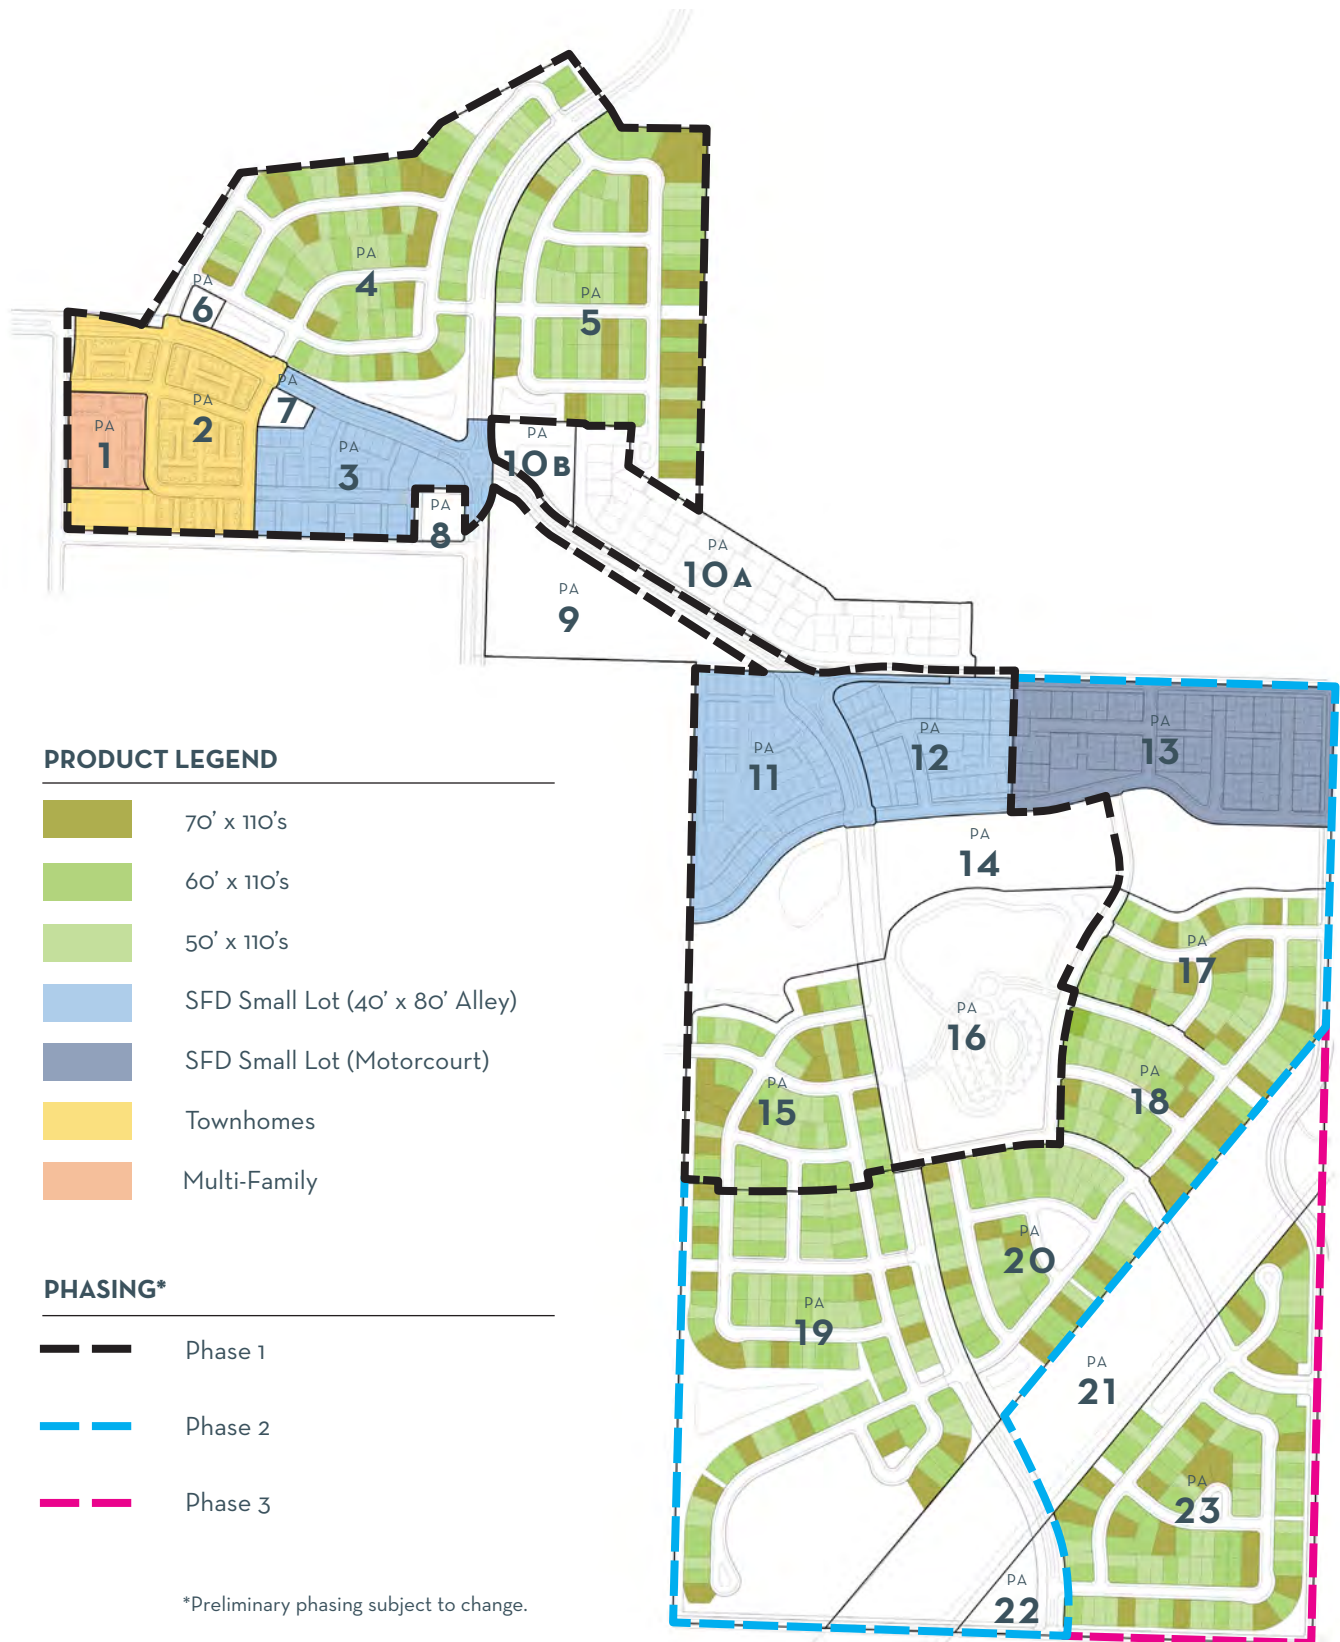 PA
4
PA
5
PA
6
PA
7
PA
1
PA
2
PA
3
PA
8
PA
10B
PA
10A
PA
9
PA
11
PA
12
PA
13
PA
14
PA
16
PA
17
PA
18
PA
15
PA
20
PA
19
PA
21
PA
23
PA
22
PRODUCT LEGEND
70' x 110's
60' x 110's
50' x 110's
SFD Small Lot (40' x 80' Alley)
SFD Small Lot (Motorcourt)
Townhomes
Multi-Family
PHASING*
Phase 1
Phase 2
Phase 3
*Preliminary phasing subject to change.